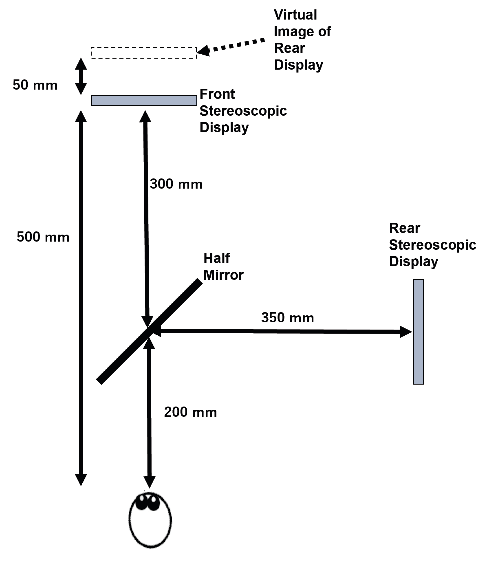 Virtual
Image of
Rear
Display
50 mm
Front
Stereoscopic
Display
300 mm
500 mm
Rear
Stereoscopic
Display
Half
Mirror
350 mm
200 mm